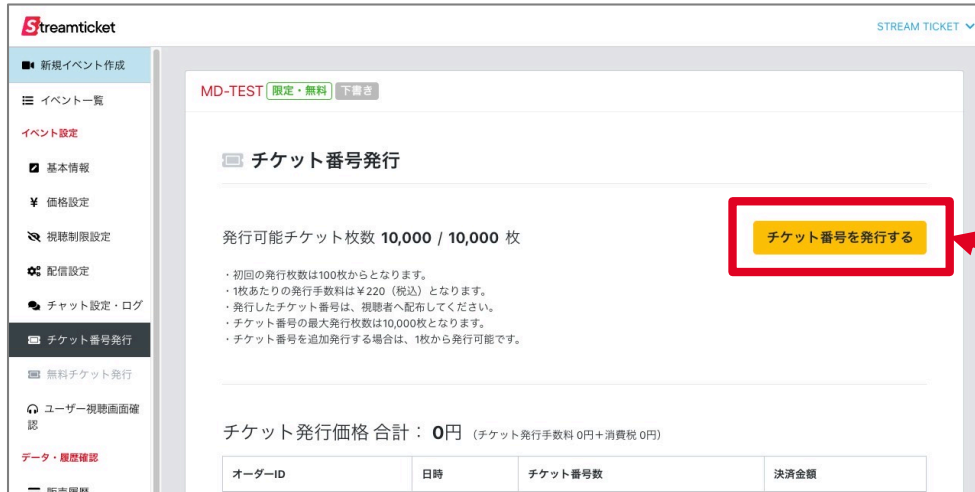 Streamticket
STREAM TICKET
新規イベント作成
イベント一覧
イベント設定
基本情報
¥ 価格設定
視聴制限設定
配信設定
チャット設定・ログ
チケット番号発行
無料チケット発行
ユーザー視聴画面確
認
データ・履歴確認
販売履歴
MD-TEST 限定・無料 下書き
チケット番号発行
発行可能チケット枚数 10,000 / 10,000 枚
チケット番号を発行する
・初回の発行枚数は100枚からとなります。
・1枚あたりの発行手数料は￥220（税込）となります。
・発行したチケット番号は、視聴者へ配布してください。
・チケット番号の最大発行枚数は10,000枚となります。
・チケット番号を追加発行する場合は、1枚から発行可能です。
チケット発行価格 合計： 0円 （チケット発行手数料 0円＋消費税 0円）
オーダーID 日時 チケット番号数 決済金額